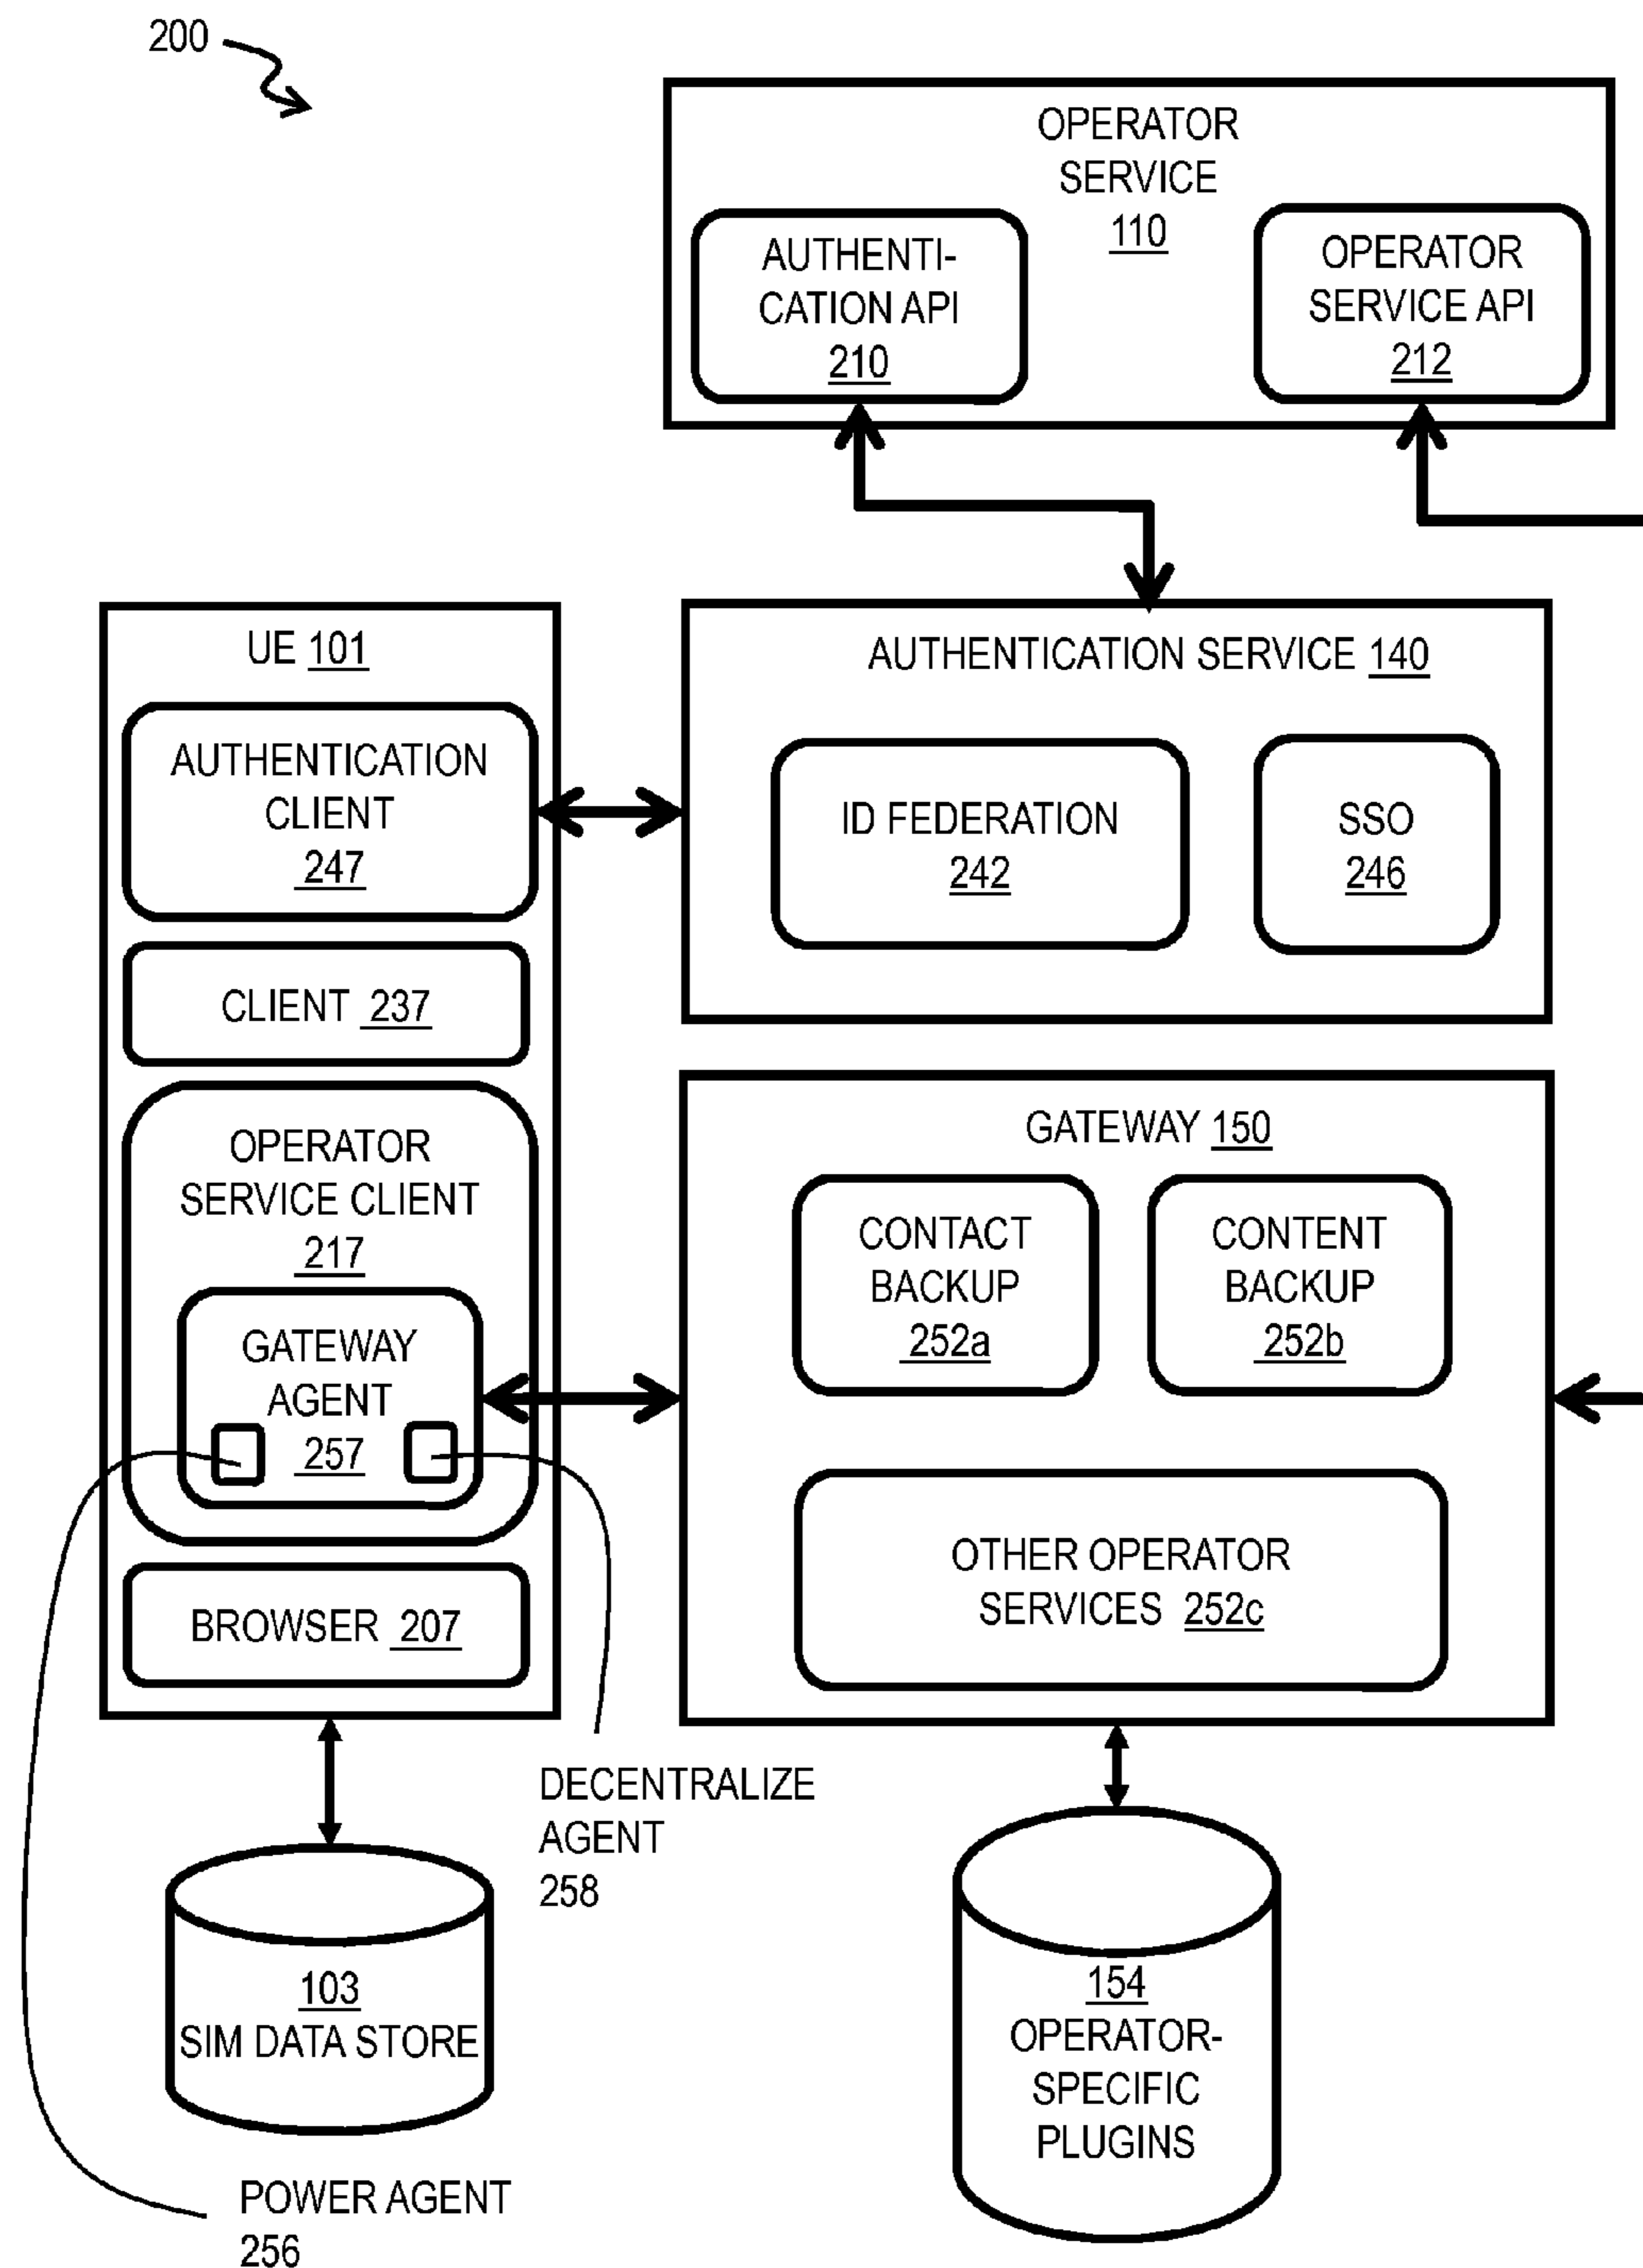 200
OPERATOR
SERVICE
110
AUTHENTI-
CATION API
210
OPERATOR
SERVICE API
212
UE 101
AUTHENTICATION
CLIENT
247
CLIENT 237
OPERATOR
SERVICE CLIENT
217
GATEWAY
AGENT
257
BROWSER 207
AUTHENTICATION SERVICE 140
ID FEDERATION
242
SSO
246
GATEWAY 150
CONTACT
BACKUP
252a
CONTENT
BACKUP
252b
OTHER OPERATOR
SERVICES 252c
DECENTRALIZE
AGENT
258
103
SIM DATA STORE
154
OPERATOR-
SPECIFIC
PLUGINS
POWER AGENT
256